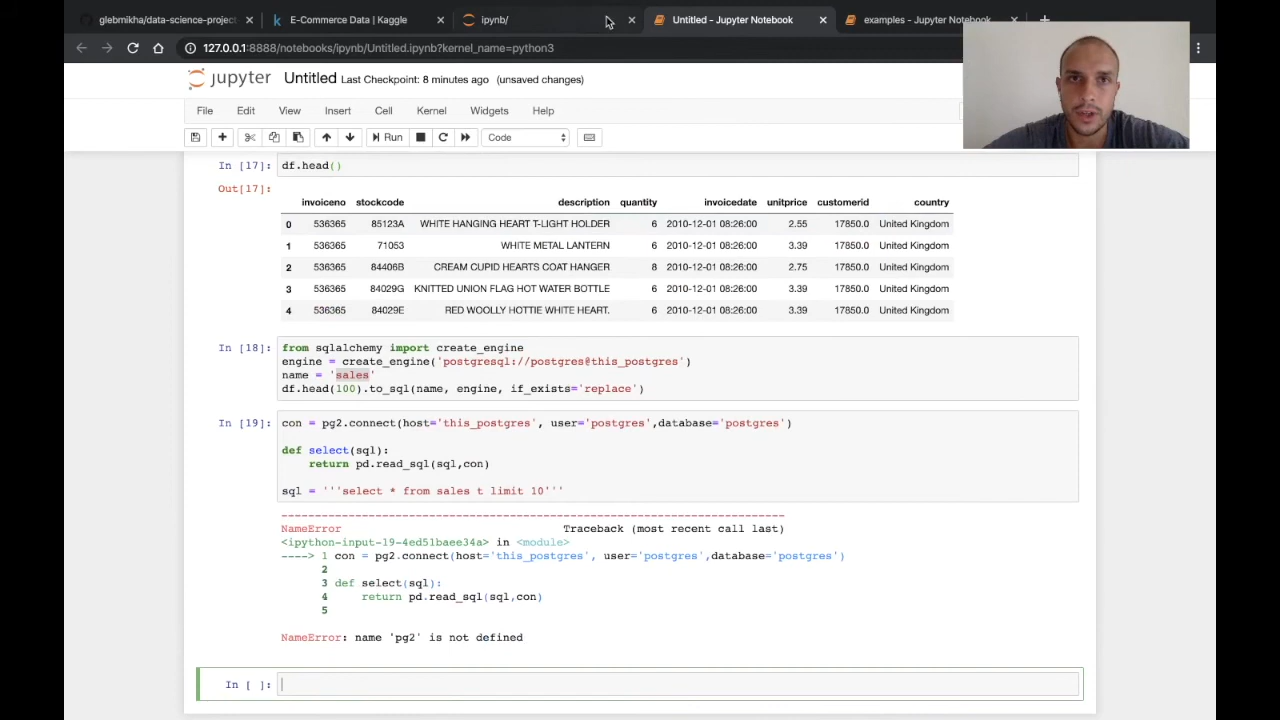 glebmikha/data-science-project
E-Commerce Data | Kaggle
ipynb/
Untitled - Jupyter Notebook
examples - Jupyter Notebook
127.0.0.1:8888/notebooks/ipynb/Untitled.ipynb?kernel_name=python3
jupyter Untitled Last Checkpoint: 8 minutes ago (unsaved changes)
File Edit View Insert Cell Kernel Widgets Help
Run Code
In [17]: df.head()
Out[17]:
invoiceno stockcode description quantity invoicedate unitprice customerid country
0 536365 85123A WHITE HANGING HEART T-LIGHT HOLDER 6 2010-12-01 08:26:00 2.55 17850.0 United Kingdom
1 536365 71053 WHITE METAL LANTERN 6 2010-12-01 08:26:00 3.39 17850.0 United Kingdom
2 536365 84406B CREAM CUPID HEARTS COAT HANGER 8 2010-12-01 08:26:00 2.75 17850.0 United Kingdom
3 536365 84029G KNITTED UNION FLAG HOT WATER BOTTLE 6 2010-12-01 08:26:00 3.39 17850.0 United Kingdom
4 536365 84029E RED WOOLLY HOTTIE WHITE HEART. 6 2010-12-01 08:26:00 3.39 17850.0 United Kingdom
In [18]: from sqlalchemy import create_engine
engine = create_engine('postgresql://postgres@this_postgres')
name = 'sales'
df.head(100).to_sql(name, engine, if_exists='replace')
In [19]: con = pg2.connect(host='this_postgres', user='postgres',database='postgres')
def select(sql):
return pd.read_sql(sql,con)
sql = '''select * from sales t limit 10'''
---------------------------------------------------------------------------
NameError Traceback (most recent call last)
<ipython-input-19-4ed51baee34a> in <module>
----> 1 con = pg2.connect(host='this_postgres', user='postgres',database='postgres')
2
3 def select(sql):
4 return pd.read_sql(sql,con)
5
NameError: name 'pg2' is not defined
In [ ]: